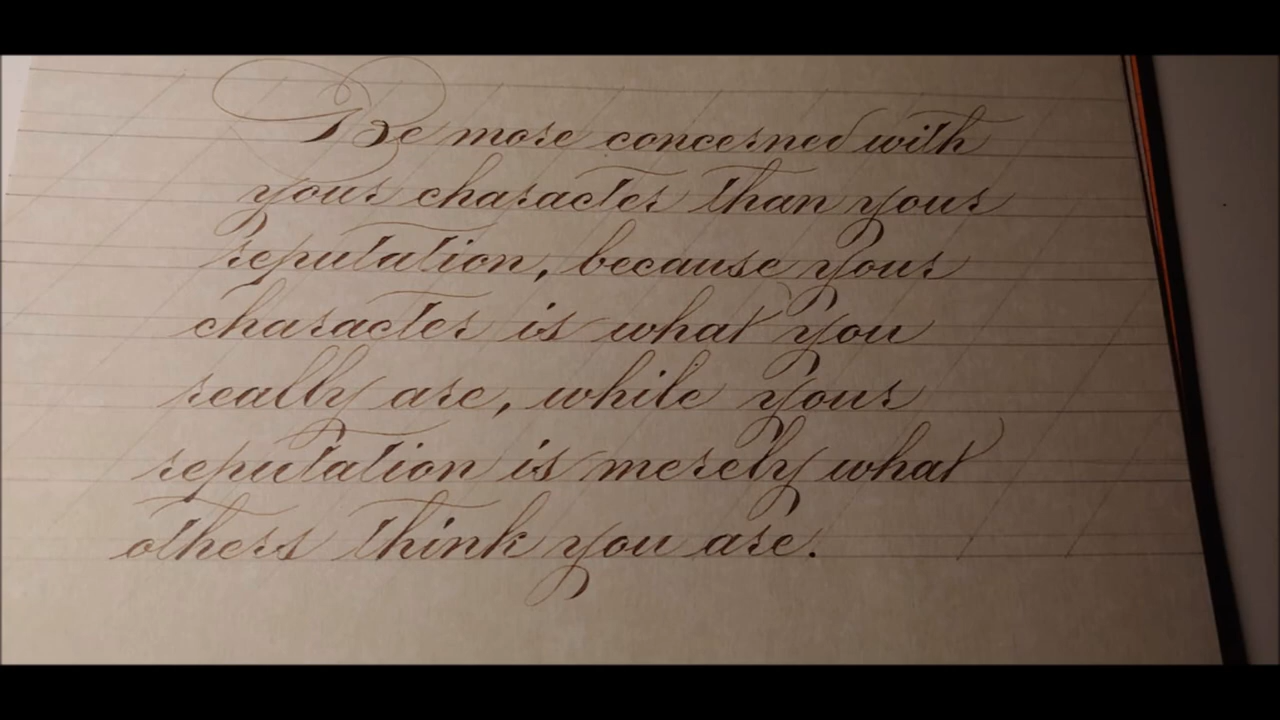 Be more concerned with
your character than your
reputation, because your
character is what you
really are, while your
reputation is merely what
others think you are.